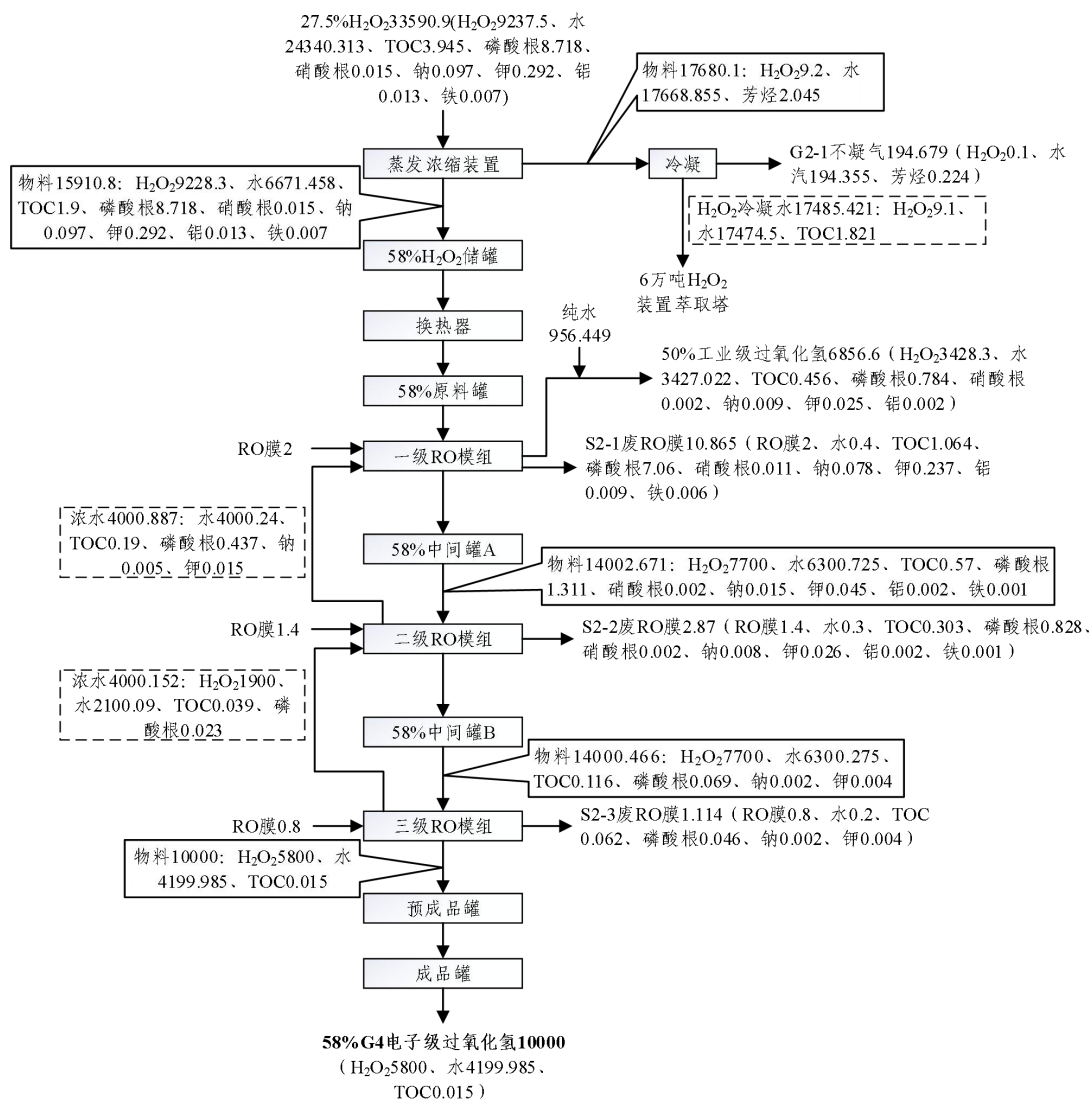 27.5%H₂O₂33590.9(H₂O₂9237.5、水
24340.313、TOC3.945、磷酸根8.718、
硝酸根0.015、钠0.097、钾0.292、铝
0.013、铁0.007)
物料17680.1：H₂O₂9.2、水
17668.855、芳烃2.045
蒸发浓缩装置
冷凝
G2-1不凝气194.679（H₂O₂0.1、水
汽194.355、芳烃0.224）
物料15910.8：H₂O₂9228.3、水6671.458、
TOC1.9、磷酸根8.718、硝酸根0.015、钠
0.097、钾0.292、铝0.013、铁0.007
H₂O₂冷凝水17485.421：H₂O₂9.1、
水17474.5、TOC1.821
58%H₂O₂储罐
6万吨H₂O₂
装置萃取塔
换热器
纯水
956.449
50%工业级过氧化氢6856.6（H₂O₂3428.3、水
3427.022、TOC0.456、磷酸根0.784、硝酸根
0.002、钠0.009、钾0.025、铝0.002）
58%原料罐
RO膜2
一级RO模组
S2-1废RO膜10.865（RO膜2、水0.4、TOC1.064、
磷酸根7.06、硝酸根0.011、钠0.078、钾0.237、铝
0.009、铁0.006）
浓水4000.887：水4000.24、
TOC0.19、磷酸根0.437、钠
0.005、钾0.015
58%中间罐A
物料14002.671：H₂O₂7700、水6300.725、TOC0.57、磷酸根
1.311、硝酸根0.002、钠0.015、钾0.045、铝0.002、铁0.001
RO膜1.4
二级RO模组
S2-2废RO膜2.87（RO膜1.4、水0.3、TOC0.303、磷酸根0.828、
硝酸根0.002、钠0.008、钾0.026、铝0.002、铁0.001）
浓水4000.152：H₂O₂1900
、水2100.09、TOC0.039、磷
酸根0.023
58%中间罐B
物料14000.466：H₂O₂7700、水6300.275、
TOC0.116、磷酸根0.069、钠0.002、钾0.004
RO膜0.8
三级RO模组
S2-3废RO膜1.114（RO膜0.8、水0.2、TOC
0.062、磷酸根0.046、钠0.002、钾0.004）
物料10000：H₂O₂5800、水
4199.985、TOC0.015
预成品罐
成品罐
58%G4电子级过氧化氢10000
（H₂O₂5800、水4199.985、
TOC0.015）